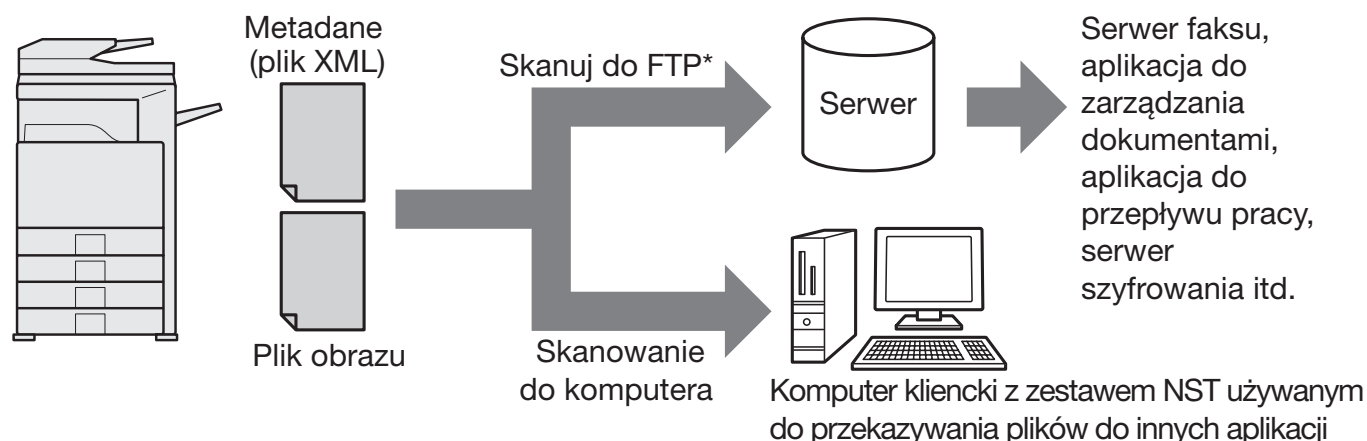 Metadane
(plik XML)
Plik obrazu
Skanuj do FTP*
Skanowanie
do komputera
Serwer
Serwer faksu,
aplikacja do
zarządzania
dokumentami,
aplikacja do
przepływu pracy,
serwer
szyfrowania itd.
Komputer kliencki z zestawem NST używanym
do przekazywania plików do innych aplikacji